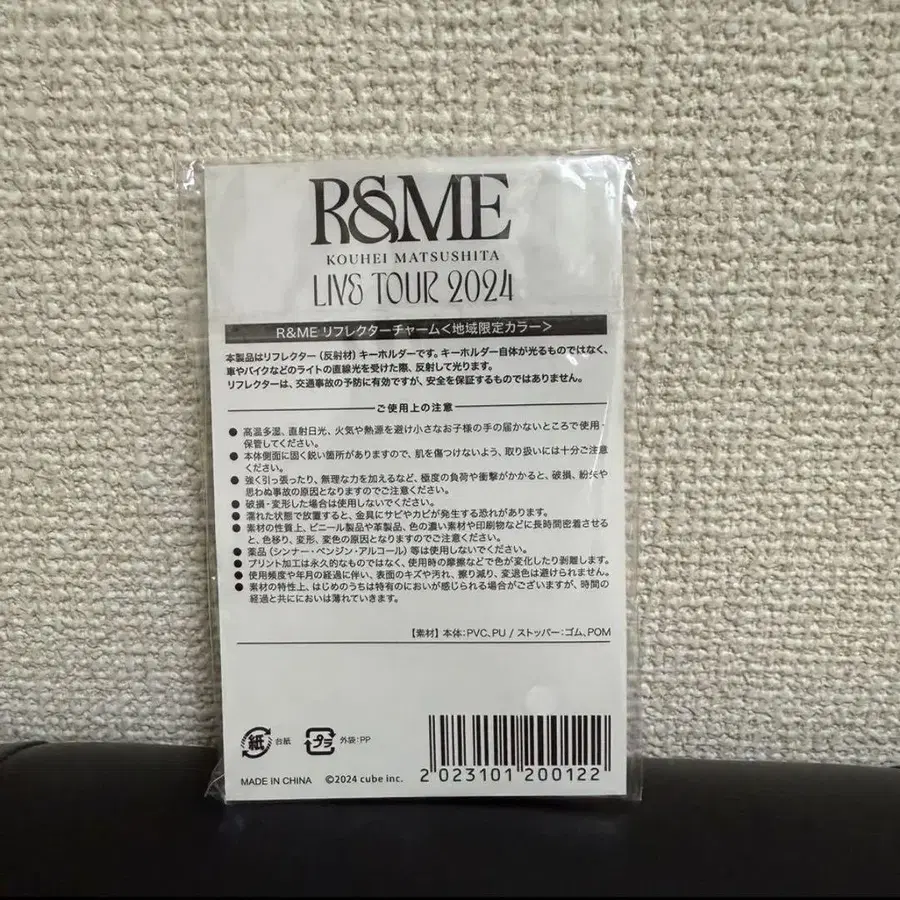 R&ME
KOUHEI MATSUSHITA
LIVE TOUR 2024
R&ME リフレクターチャーム＜地域限定カラー＞
本製品はリフレクター（反射材）キーホルダーです。キーホルダー自体が光るものではなく、
車やバイクなどのライトの直線光を受けた際、反射して光ります。
リフレクターは、交通事故の予防に有効ですが、安全を保証するものではありません。
ご使用上の注意
● 高温多湿、直射日光、火気や熱源を避け小さなお子様の手の届かないところで使用・
保管してください。
● 本体側面に固く鋭い箇所がありますので、肌を傷つけないよう、取り扱いには十分ご注意
ください。
● 強く引っ張ったり、無理な力を加えるなど、極度の負荷や衝撃がかかると、破損、紛失や
思わぬ事故の原因となりますのでご注意ください。
● 破損・変形した場合は使用しないでください。
● 濡れた状態で放置すると、金具にサビやカビが発生する恐れがあります。
● 素材の性質上、ビニール製品や革製品、色の濃い素材や印刷物などに長時間密着させる
と、色移り、変形、変色の原因となりますのでご注意ください。
● 薬品（シンナー・ベンジン・アルコール）等は使用しないでください。
● プリント加工は永久的なものではなく、使用時の摩擦などで色が変化したり剥離します。
● 使用頻度や年月の経過に伴い、表面のキズや汚れ、擦り減り、変退色は避けられません。
● 素材の特性上、はじめのうちは特有のにおいが感じられる場合がございますが、時間の
経過と共ににおいは薄れていきます。
【素材】本体：PVC、PU / ストッパー：ゴム、POM
紙 台紙 プラ 外袋：PP
MADE IN CHINA ©2024 cube inc.
2 023101 200122